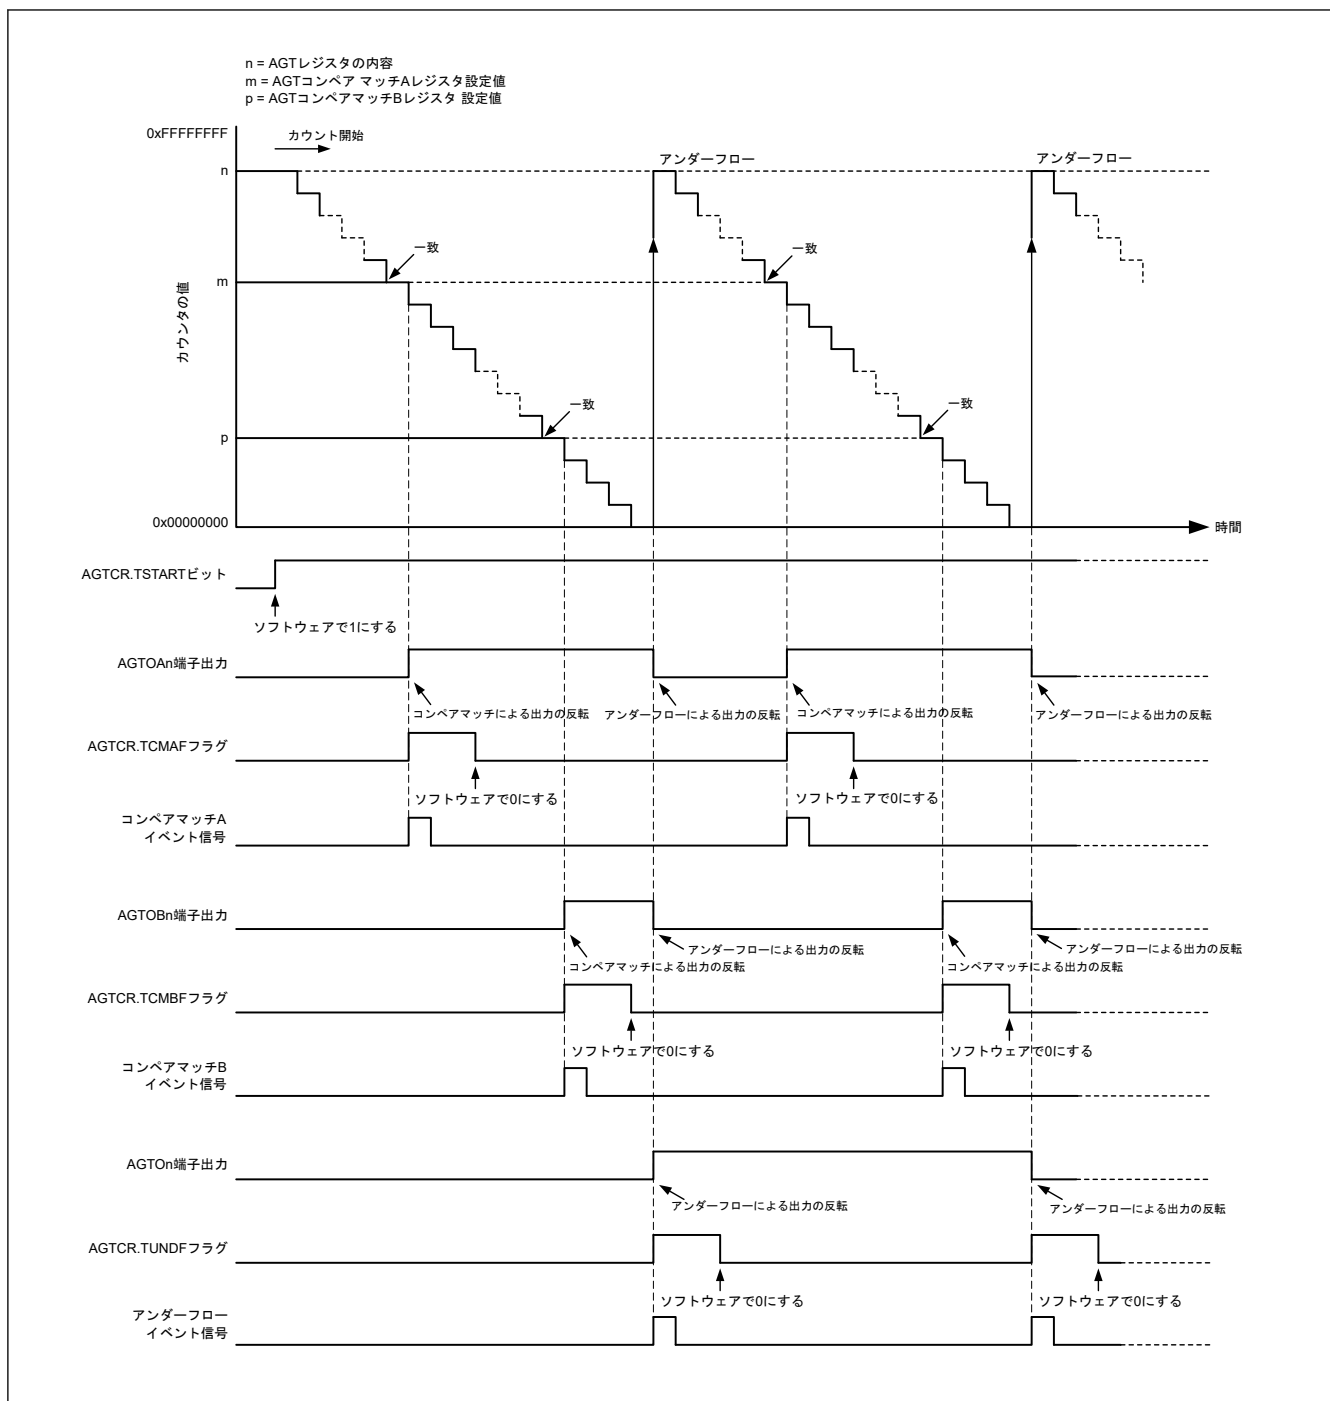 n = AGTレジスタの内容
m = AGTコンペア マッチAレジスタ設定値
p = AGTコンペアマッチBレジスタ 設定値
0xFFFFFFFF
カウント開始
アンダーフロー
アンダーフロー
n
一致
一致
m
カウンタの値
一致
一致
p
0x00000000
時間
AGTCR.TSTARTビット
ソフトウェアで1にする
AGTOAn端子出力
コンペアマッチによる出力の反転
アンダーフローによる出力の反転
コンペアマッチによる出力の反転
アンダーフローによる出力の反転
AGTCR.TCMAFフラグ
ソフトウェアで0にする
ソフトウェアで0にする
コンペアマッチA
イベント信号
AGTOBn端子出力
アンダーフローによる出力の反転
アンダーフローによる出力の反転
コンペアマッチによる出力の反転
コンペアマッチによる出力の反転
AGTCR.TCMBFフラグ
ソフトウェアで0にする
ソフトウェアで0にする
コンペアマッチB
イベント信号
AGTOn端子出力
アンダーフローによる出力の反転
アンダーフローによる出力の反転
AGTCR.TUNDFフラグ
ソフトウェアで0にする
ソフトウェアで0にする
アンダーフロー
イベント信号